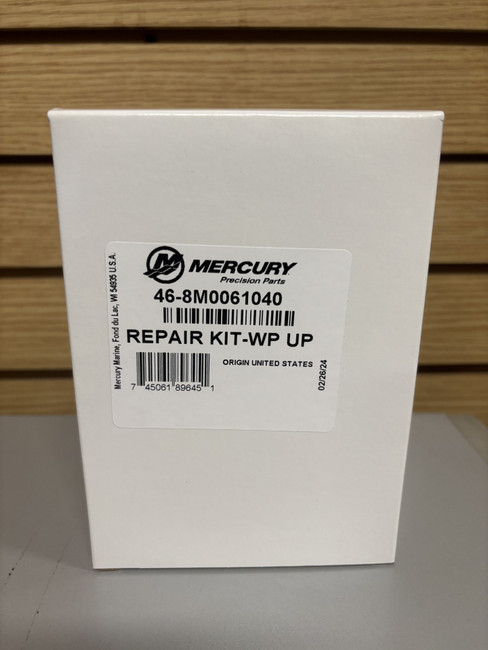 MERCURY
Precision Parts
46-8M0061040
REPAIR KIT-WP UP
ORIGIN UNITED STATES
7 45061 89645 1
02/26/24
Mercury Marine, Fond du Lac, WI 54935 U.S.A.